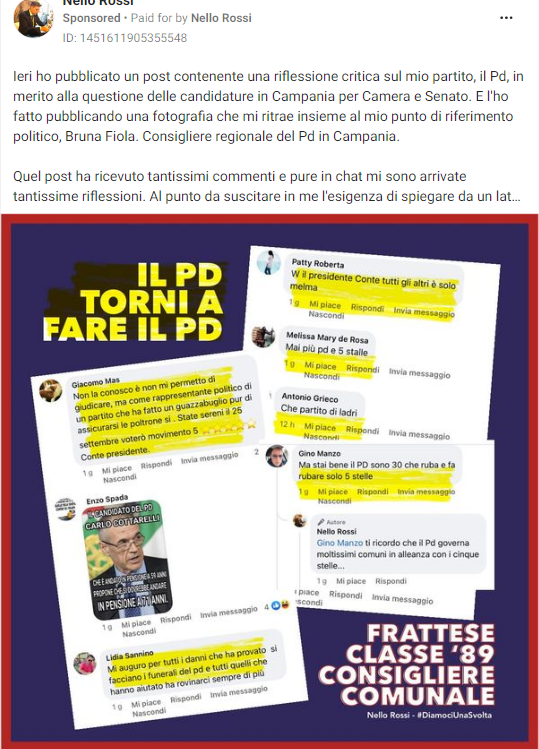 Nello Rossi
Sponsored • Paid for by Nello Rossi
ID: 1451611905355548
Ieri ho pubblicato un post contenente una riflessione critica sul mio partito, il Pd, in
merito alla questione delle candidature in Campania per Camera e Senato. E l'ho
fatto pubblicando una fotografia che mi ritrae insieme al mio punto di riferimento
politico, Bruna Fiola. Consigliere regionale del Pd in Campania.
Quel post ha ricevuto tantissimi commenti e pure in chat mi sono arrivate
tantissime riflessioni. Al punto da suscitare in me l'esigenza di spiegare da un lat...
IL PD
TORNI A
FARE IL PD
Patty Roberta
W il presidente Conte tutti gli altri è solo
melma
1 g Mi piace Rispondi Invia messaggio
Nascondi
Melissa Mary de Rosa
Mai più pd e 5 stalle
1 g Mi piace Rispondi Invia messaggio
Nascondi
Antonio Grieco
Che partito di ladri
12 h Mi piace Rispondi Invia messaggio
Nascondi
Giacomo Mas
Non la conosco è non mi permetto di
giudicare, ma come rappresentante politico di
un partito che ha fatto un guazzabuglio pur di
assicurarsi le poltrone si . State sereni il 25
settembre voterò movimento 5 ⭐⭐⭐⭐⭐
Conte presidente.
1 g Mi piace Rispondi Invia messaggio 2
Nascondi
Gino Manzo
Ma stai bene il PD sono 30 che ruba e fa
rubare solo 5 stelle
1 g Mi piace Rispondi Invia messaggio
Nascondi
Autore
Nello Rossi
Gino Manzo ti ricordo che il Pd governa
moltissimi comuni in alleanza con i cinque
stelle...
1 g Mi piace Rispondi
i piace Rispondi Invia messaggio
Nascondi
Enzo Spada
CANDIDATO DEL PD
CARLO COTTARELLI
CHE È ANDATO IN PENSIONE A 59 ANNI
PROPONE CHE SI DOVREBBE ANDARE
IN PENSIONE A 71 ANNI.
1 g Mi piace Rispondi Invia messaggio 4
Nascondi
Lidia Sannino
Mi auguro per tutti i danni che ha provato si
facciano i funerali del pd e tutti quelli che
hanno aiutato ha rovinarci sempre di più
1 g Mi piace Rispondi Invia messaggio
Nascondi
FRATTESE
CLASSE '89
CONSIGLIERE
COMUNALE
Nello Rossi - #DiamociUnaSvolta